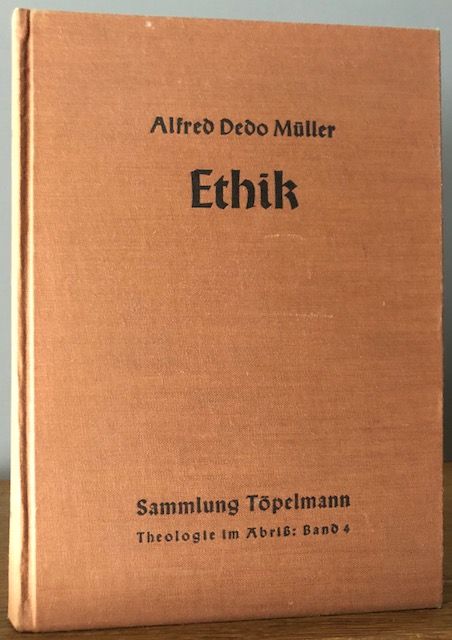 Alfred Dedo Müller
Ethik
Sammlung Töpelmann
Theologie im Abriß: Band 4